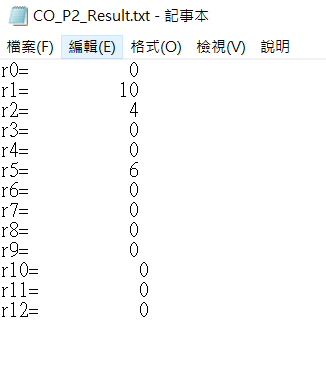 CO_P2_Result.txt - 記事本
檔案(F) 編輯(E) 格式(O) 檢視(V) 說明
r0=          0
r1=         10
r2=          4
r3=          0
r4=          0
r5=          6
r6=          0
r7=          0
r8=          0
r9=          0
r10=          0
r11=          0
r12=          0